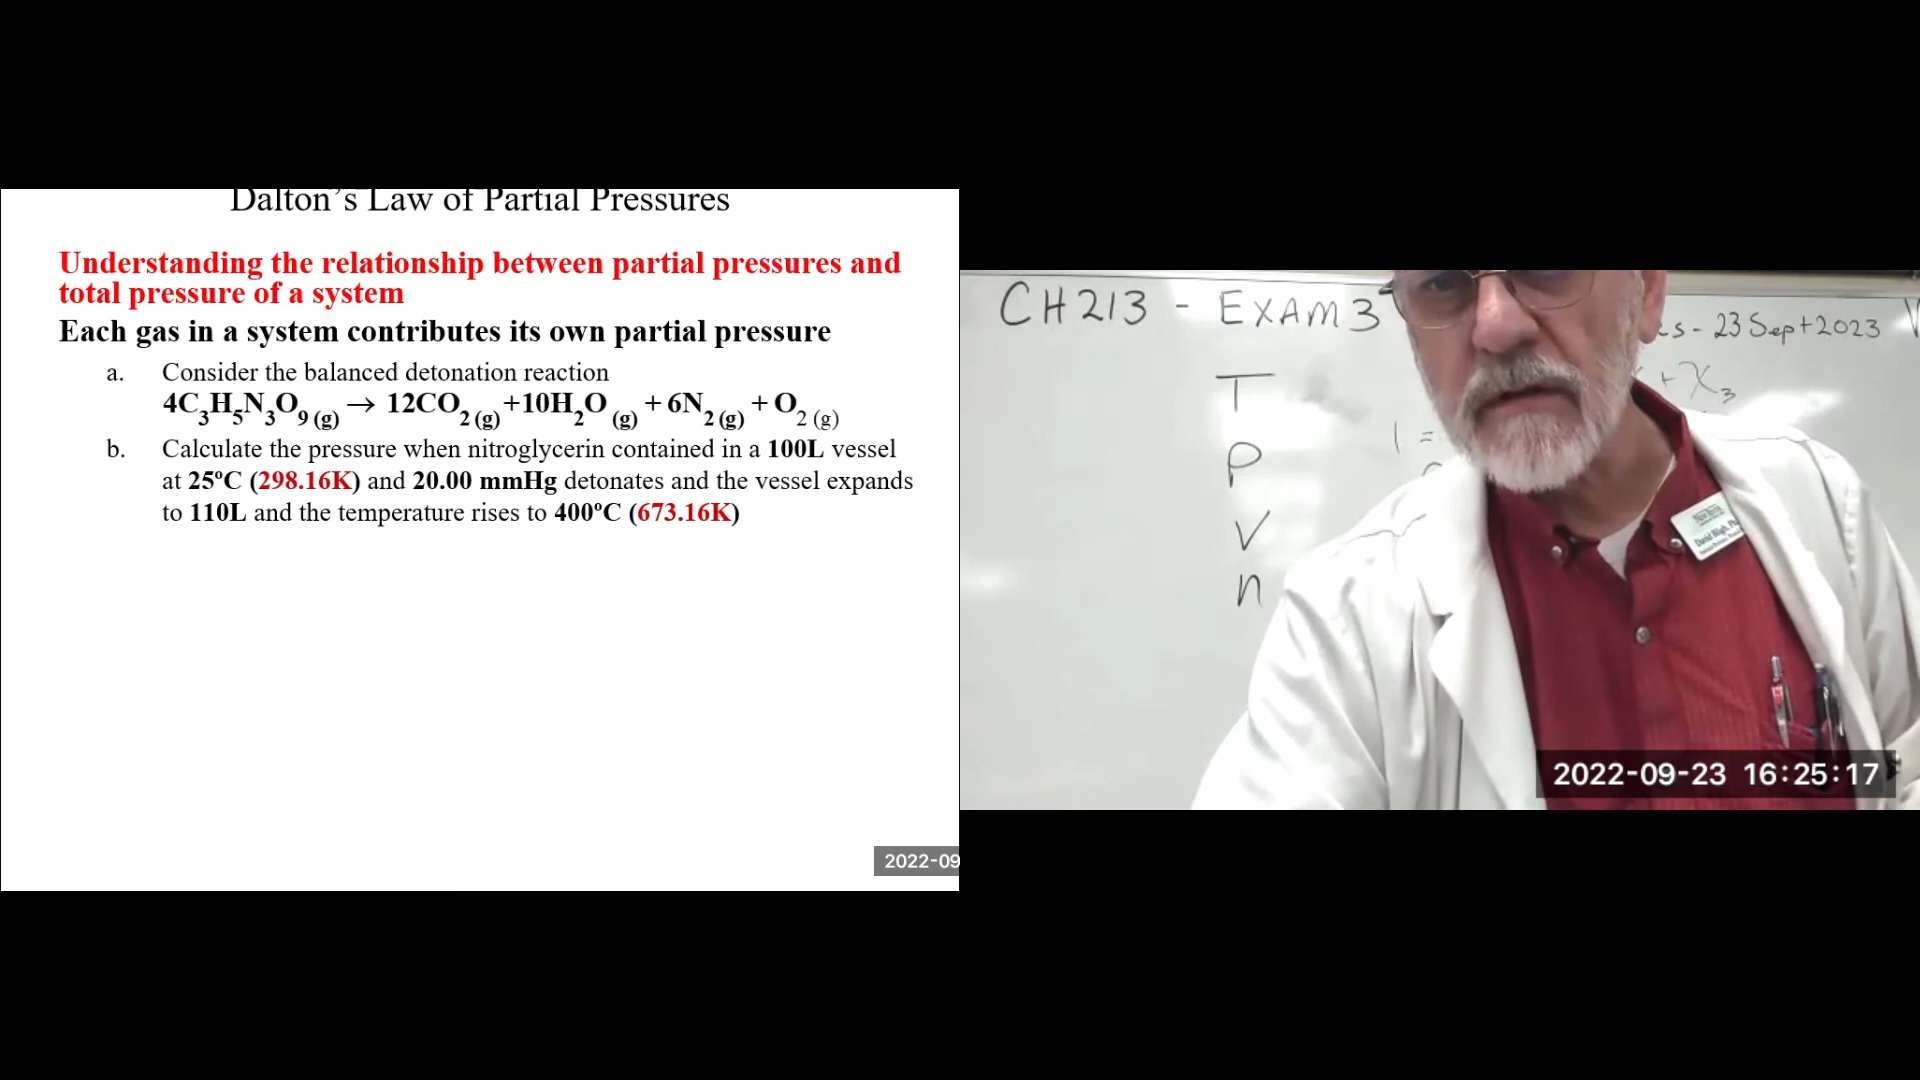 Dalton's Law of Partial Pressures
Understanding the relationship between partial pressures and
total pressure of a system
Each gas in a system contributes its own partial pressure
a. Consider the balanced detonation reaction
4C₃H₅N₃O₉ (g) → 12CO₂ (g) +10H₂O (g) + 6N₂ (g) + O₂ (g)
b. Calculate the pressure when nitroglycerin contained in a 100L vessel
at 25ºC (298.16K) and 20.00 mmHg detonates and the vessel expands
to 110L and the temperature rises to 400ºC (673.16K)
2022-09
CH213 - EXAM3 - 23 Sept 2023
+ X₃
T
1 =
P
V
n
David
2022-09-23 16:25:17